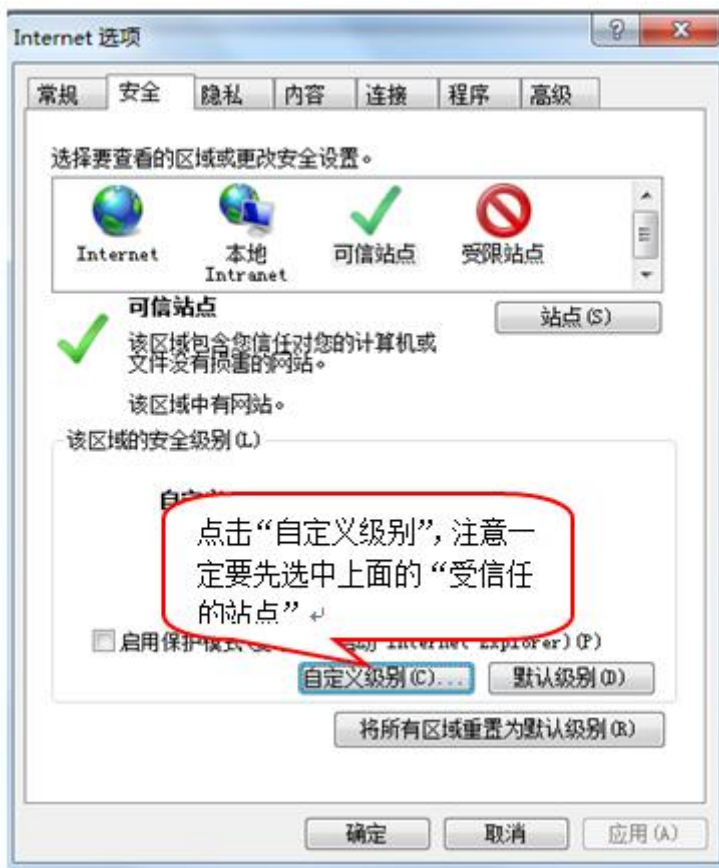 Internet 选项
常规 安全 隐私 内容 连接 程序 高级
选择要查看的区域或更改安全设置。
Internet 本地 可信站点 受限站点
Intranet
可信站点
站点(S)
该区域包含您信任对您的计算机或
文件没有损害的网站。
该区域中有网站。
该区域的安全级别(L)
点击“自定义级别”,注意一
定要先选中上面的“受信任
的站点”
启用保护模式 Internet Explorer)(P)
自定义级别(C)... 默认级别(D)
将所有区域重置为默认级别(R)
确定 取消 应用(A)